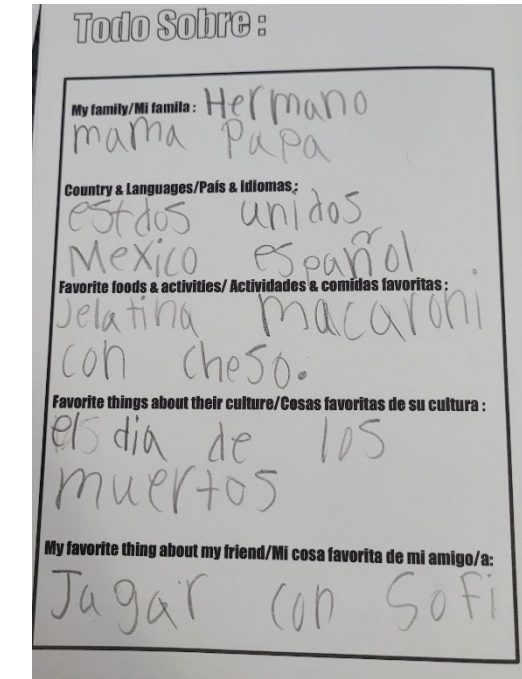 Todo Sobre :
My family/Mi famila : Hermano
mama Papa
Country & Languages/País & idiomas :
estdos unidos
Mexico español
Favorite foods & activities/ Actividades & comidas favoritas :
Jelatina macaroni
con cheso.
Favorite things about their culture/Cosas favoritas de su cultura :
el dia de los
muertos
My favorite thing about my friend/Mi cosa favorita de mi amigo/a:
Jugar con Sofi